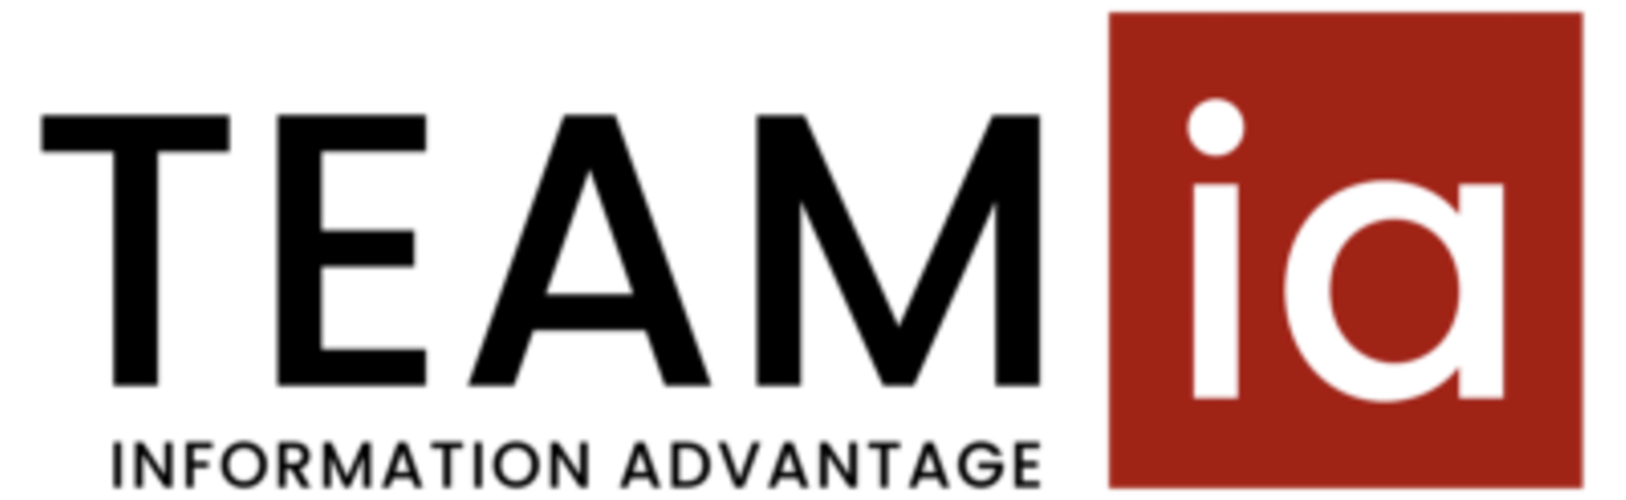 TEAM ia
INFORMATION ADVANTAGE